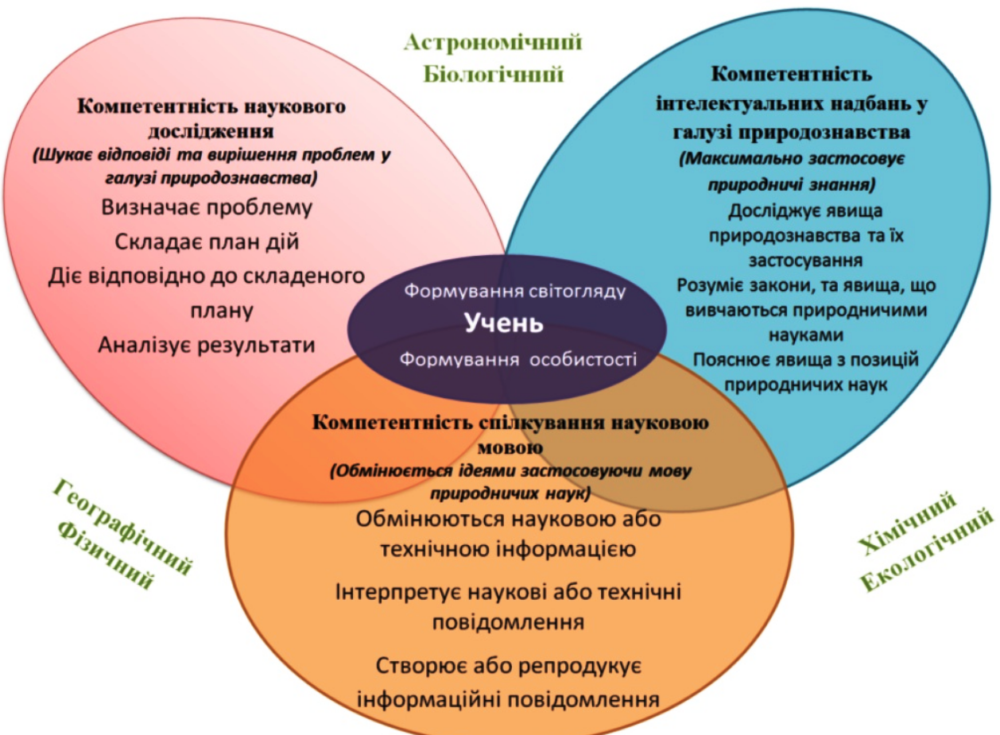 Астрономічний
Біологічний
Компетентність наукового
дослідження
(Шукає відповіді та вирішення проблем у
галузі природознавства)
Визначає проблему
Складає план дій
Діє відповідно до складеного
плану
Аналізує результати
Компетентність
інтелектуальних надбань у
галузі природознавства
(Максимально застосовує
природничі знання)
Досліджує явища
природознавства та їх
застосування
Розуміє закони, та явища, що
вивчаються природничими
науками
Пояснює явища з позицій
природничих наук
Формування світогляду
Учень
Формування особистості
Компетентність спілкування науковою
мовою
(Обмінюється ідеями застосовуючи мову
природничих наук)
Обмінюються науковою або
технічною інформацією
Інтерпретує наукові або технічні
повідомлення
Створює або репродукує
інформаційні повідомлення
Географічний
Фізичний
Хімічний
Екологічний